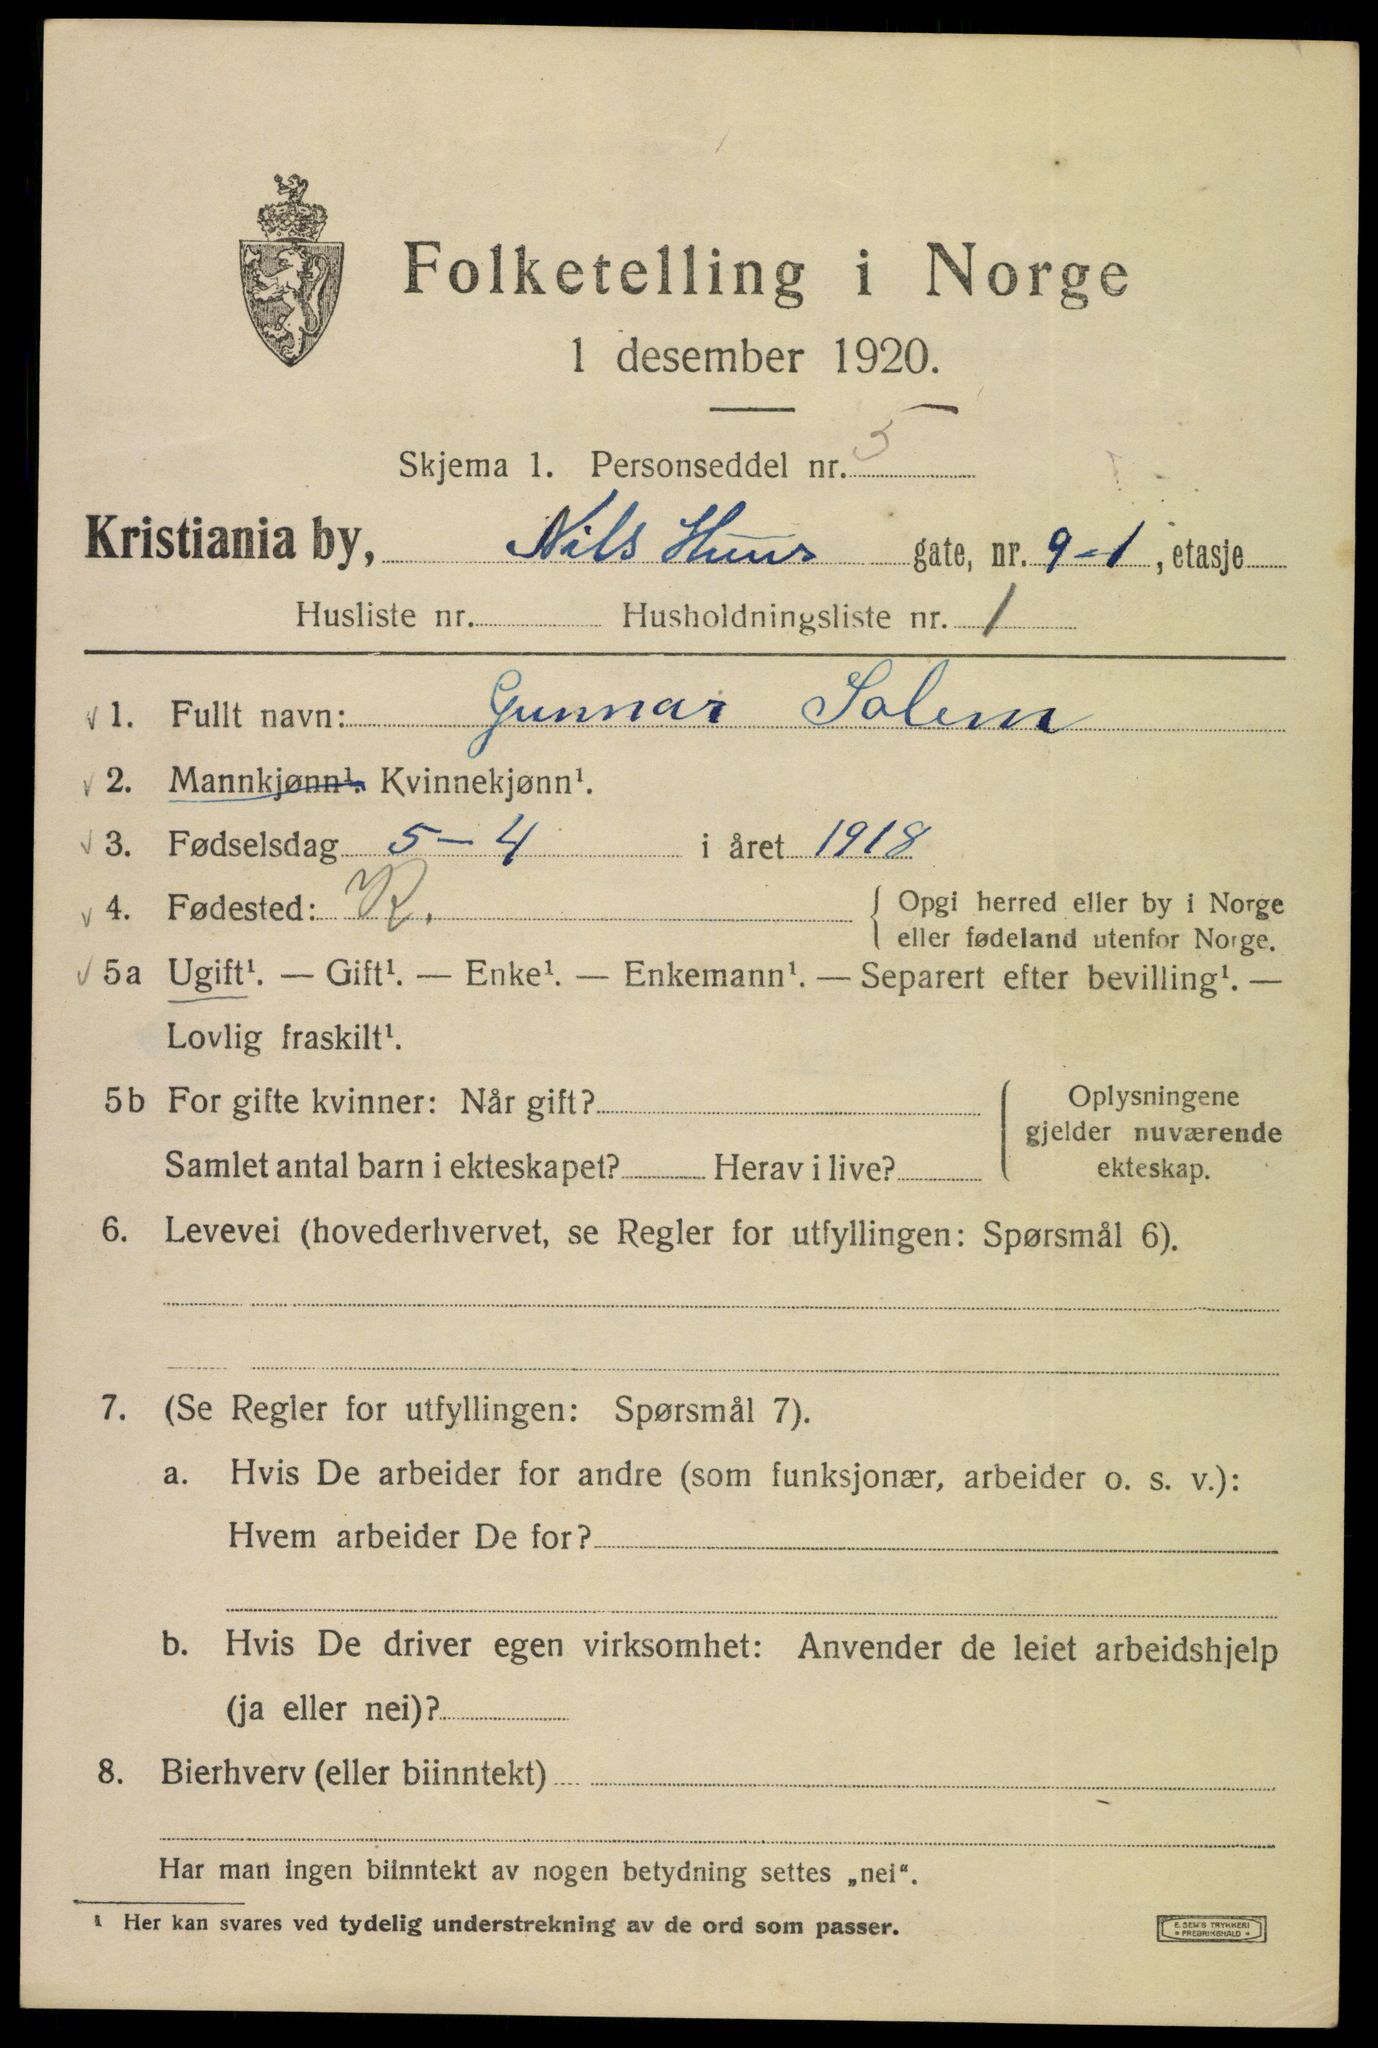 Folketelling i Norge
1 desember 1920.
Skjema 1. Personseddel nr. 5
Kristiania by, Nils Huus gate, nr. 9-1, etasje
Husliste nr. Husholdningsliste nr. 1
√ 1. Fullt navn: Gunnar Solem
√ 2. Mannkjønn¹. Kvinnekjønn¹.
√ 3. Fødselsdag 5-4 i året 1918
√ 4. Fødested: K. { Opgi herred eller by i Norge
eller fødeland utenfor Norge.
√ 5a Ugift¹. — Gift¹. — Enke¹. — Enkemann¹. — Separert efter bevilling¹. —
Lovlig fraskilt¹.
5b For gifte kvinner: Når gift? Oplysningene
gjelder nuværende
Samlet antal barn i ekteskapet? Herav i live? ekteskap.
6. Levevei (hovederhvervet, se Regler for utfyllingen: Spørsmål 6).
7. (Se Regler for utfyllingen: Spørsmål 7).
a. Hvis De arbeider for andre (som funksjonær, arbeider o. s. v.):
Hvem arbeider De for?
b. Hvis De driver egen virksomhet: Anvender de leiet arbeidshjelp
(ja eller nei)?
8. Bierhverv (eller biinntekt)
Har man ingen biinntekt av nogen betydning settes „nei“.
¹ Her kan svares ved tydelig understrekning av de ord som passer.
E. SEM'S TRYKKERI
* FREDRIKSHALD *